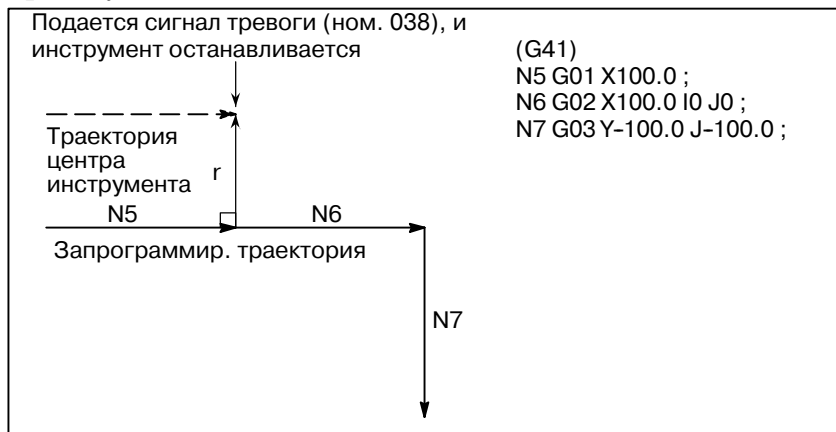 Подается сигнал тревоги (ном. 038), и
инструмент останавливается
(G41)
N5 G01 X100.0 ;
N6 G02 X100.0 I0 J0 ;
N7 G03 Y-100.0 J-100.0 ;
Траектория
центра
инструмента
r
N5
N6
Запрограммир. траектория
N7